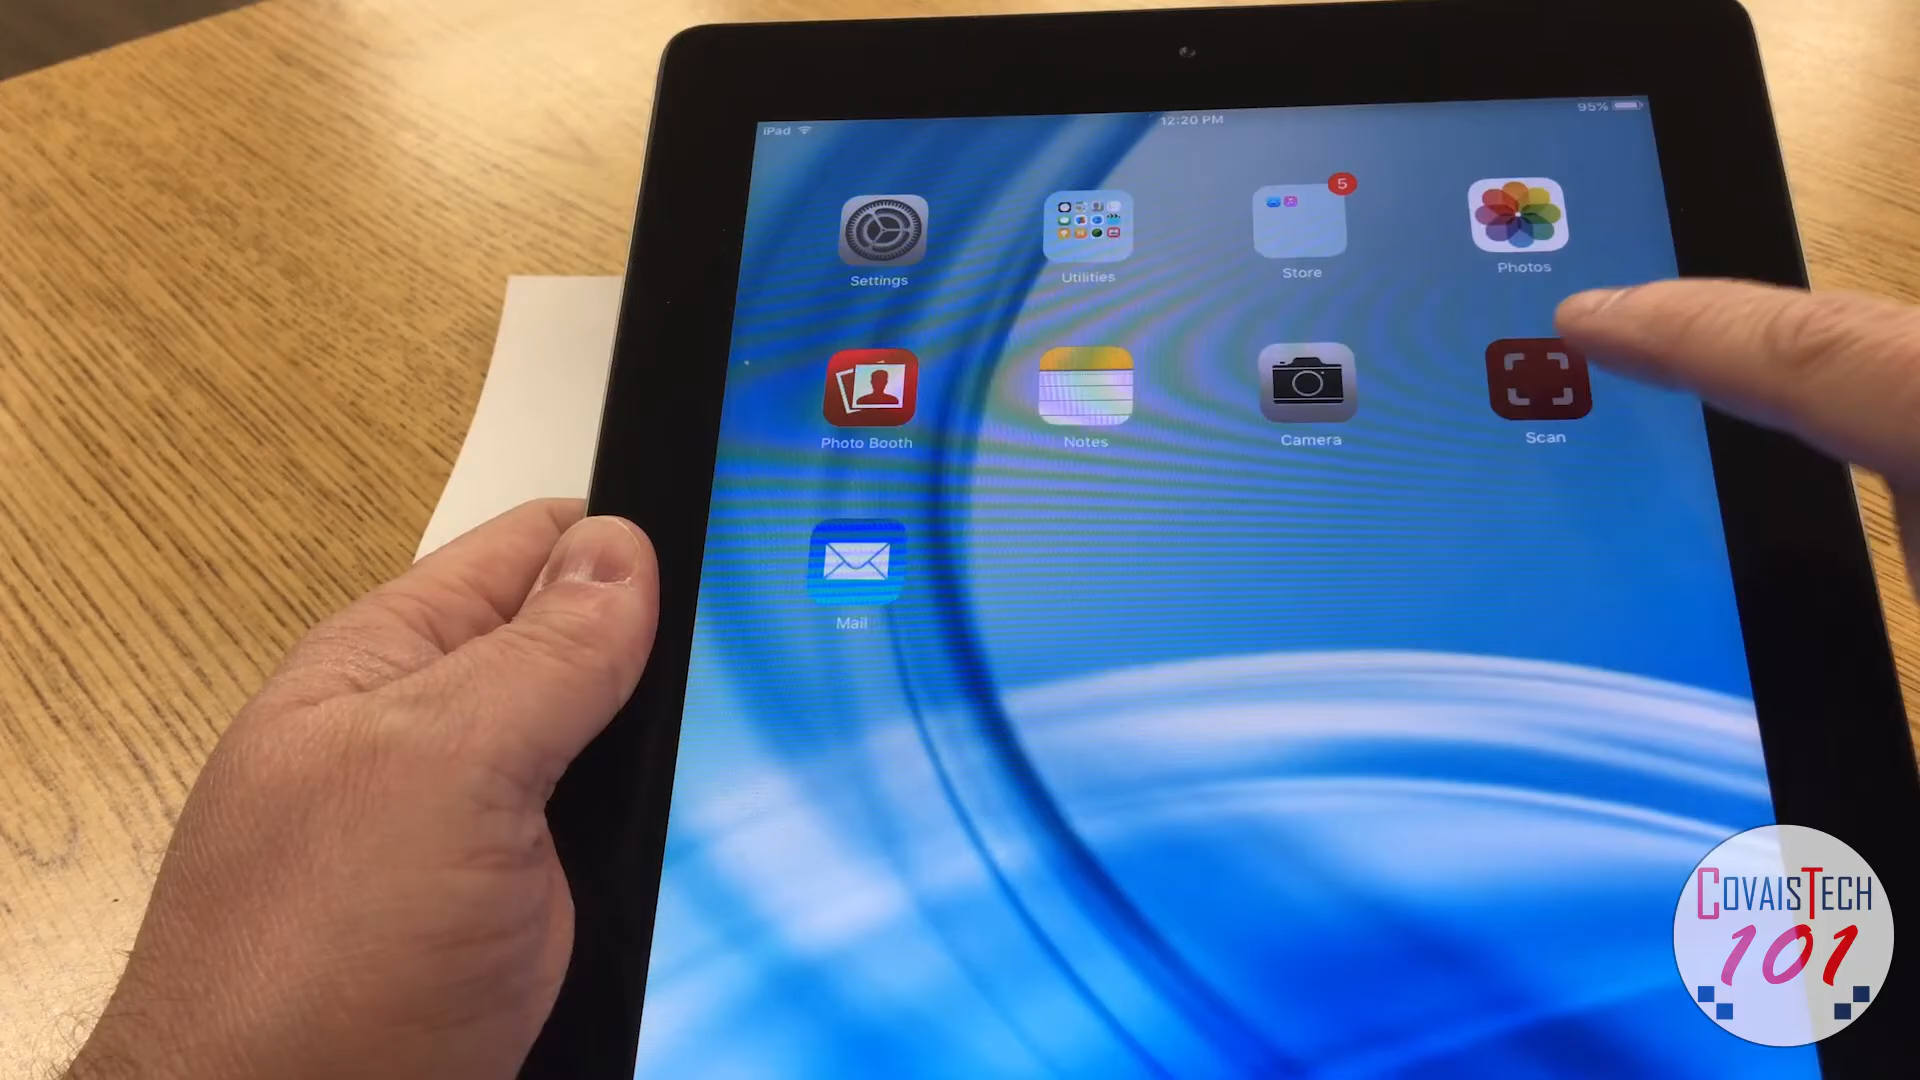 iPad
12:20 PM
95%
5
Settings
Utilities
Store
Photos
Photo Booth
Notes
Camera
Scan
Mail
COVAISTECH
101